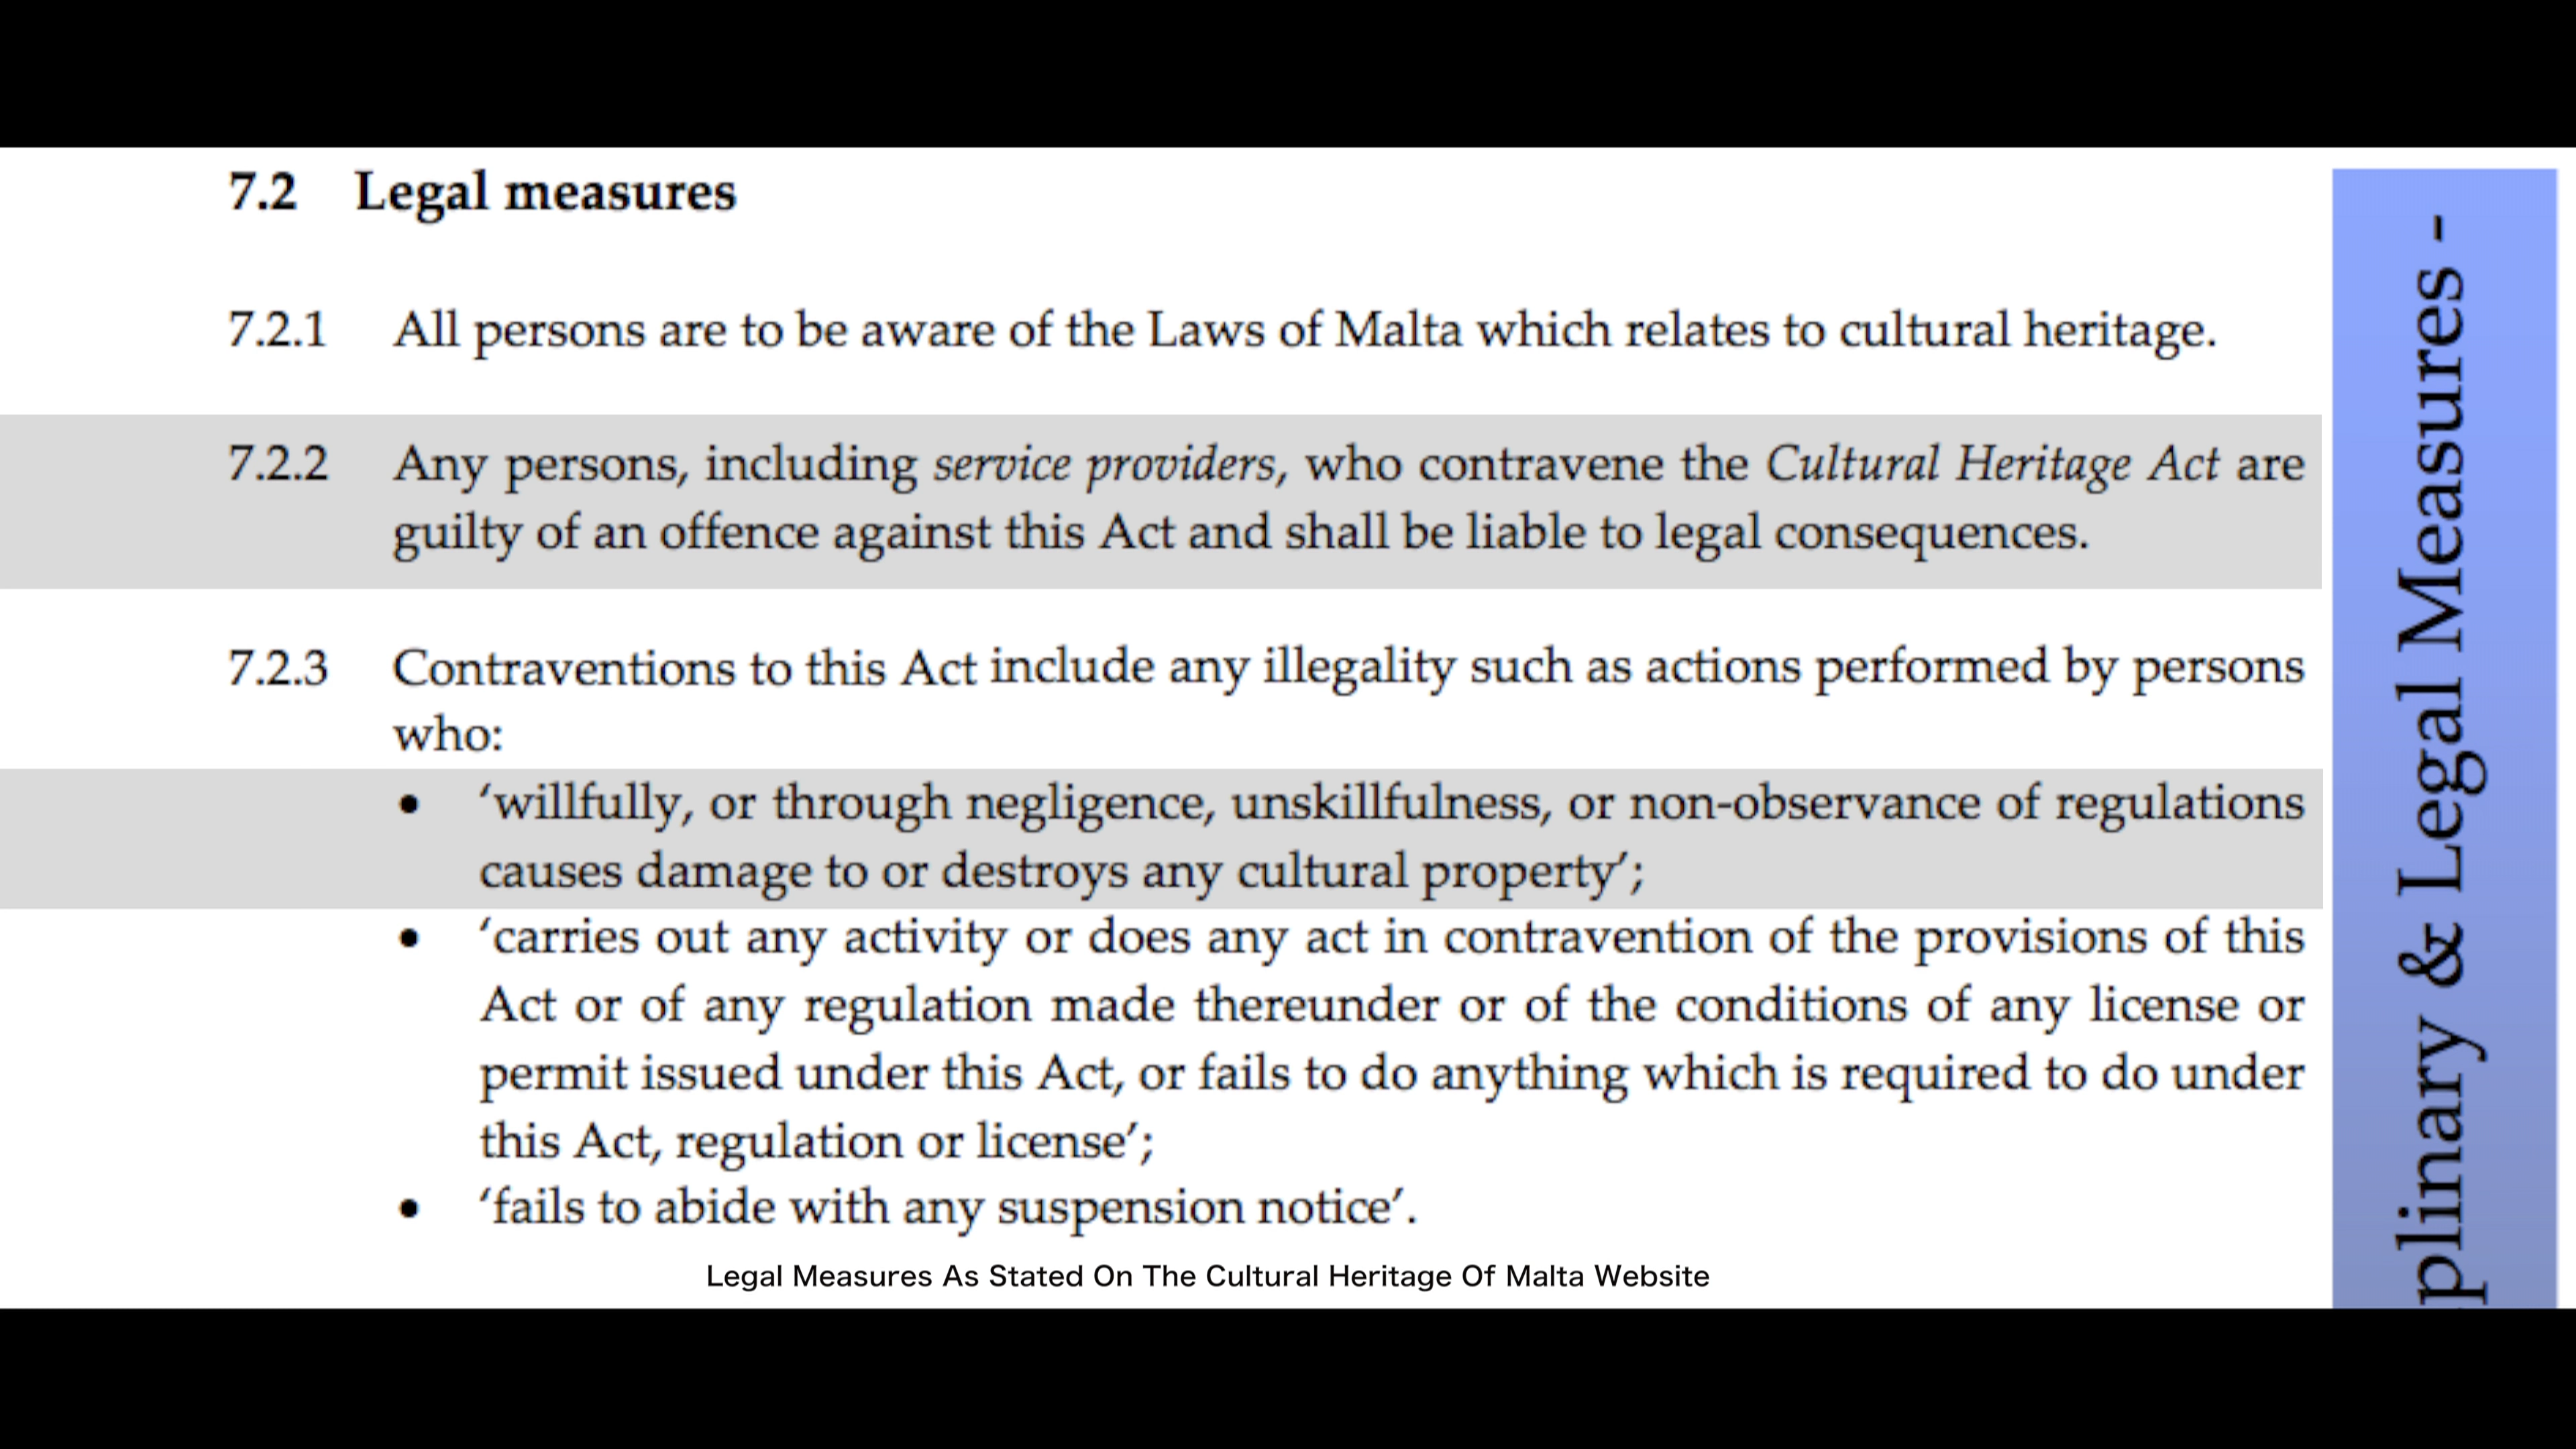 7.2 Legal measures
7.2.1 All persons are to be aware of the Laws of Malta which relates to cultural heritage.
7.2.2 Any persons, including service providers, who contravene the Cultural Heritage Act are
guilty of an offence against this Act and shall be liable to legal consequences.
7.2.3 Contraventions to this Act include any illegality such as actions performed by persons
who:
• ‘willfully, or through negligence, unskillfulness, or non-observance of regulations
causes damage to or destroys any cultural property’;
• ‘carries out any activity or does any act in contravention of the provisions of this
Act or of any regulation made thereunder or of the conditions of any license or
permit issued under this Act, or fails to do anything which is required to do under
this Act, regulation or license’;
• ‘fails to abide with any suspension notice’.
Legal Measures As Stated On The Cultural Heritage Of Malta Website
plinary & Legal Measures -